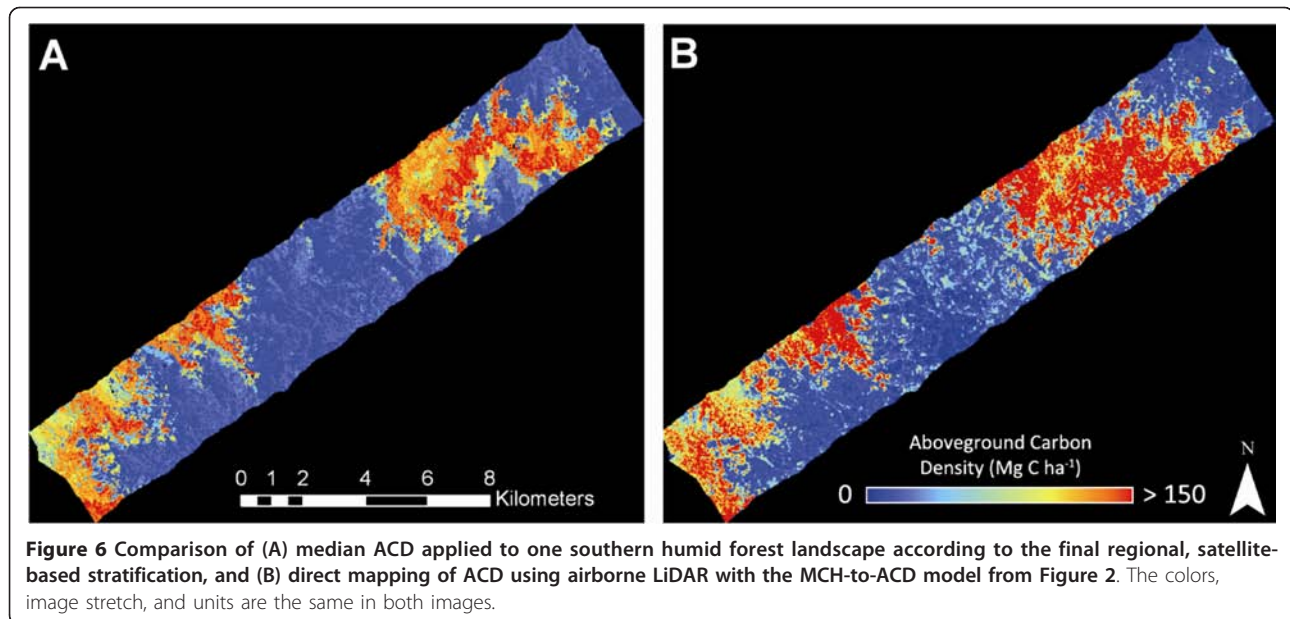 A
B
0 1 2 4 6 8
Kilometers
Aboveground Carbon
Density (Mg C ha⁻¹)
0 > 150
N
Figure 6 Comparison of (A) median ACD applied to one southern humid forest landscape according to the final regional, satellite-
based stratification, and (B) direct mapping of ACD using airborne LiDAR with the MCH-to-ACD model from Figure 2. The colors,
image stretch, and units are the same in both images.